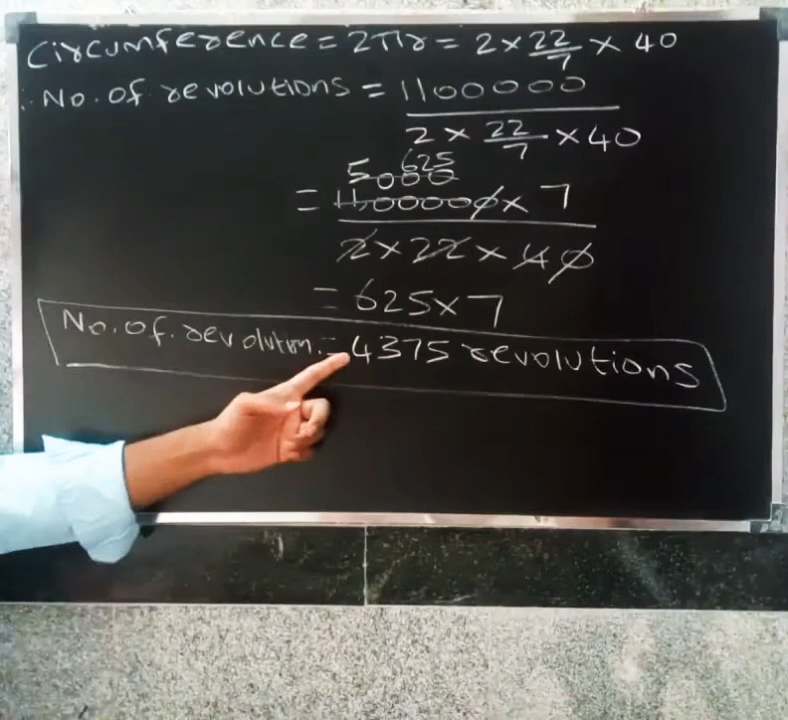 Circumference = 2πr = 2 × 22/7 × 40
∴ No. of revolutions = 1100000
2 × 22/7 × 40
5000 625
= 1100000 × 7
2 × 22 × 40
= 625 × 7
No. of. revolutm. = 4375 revolutions